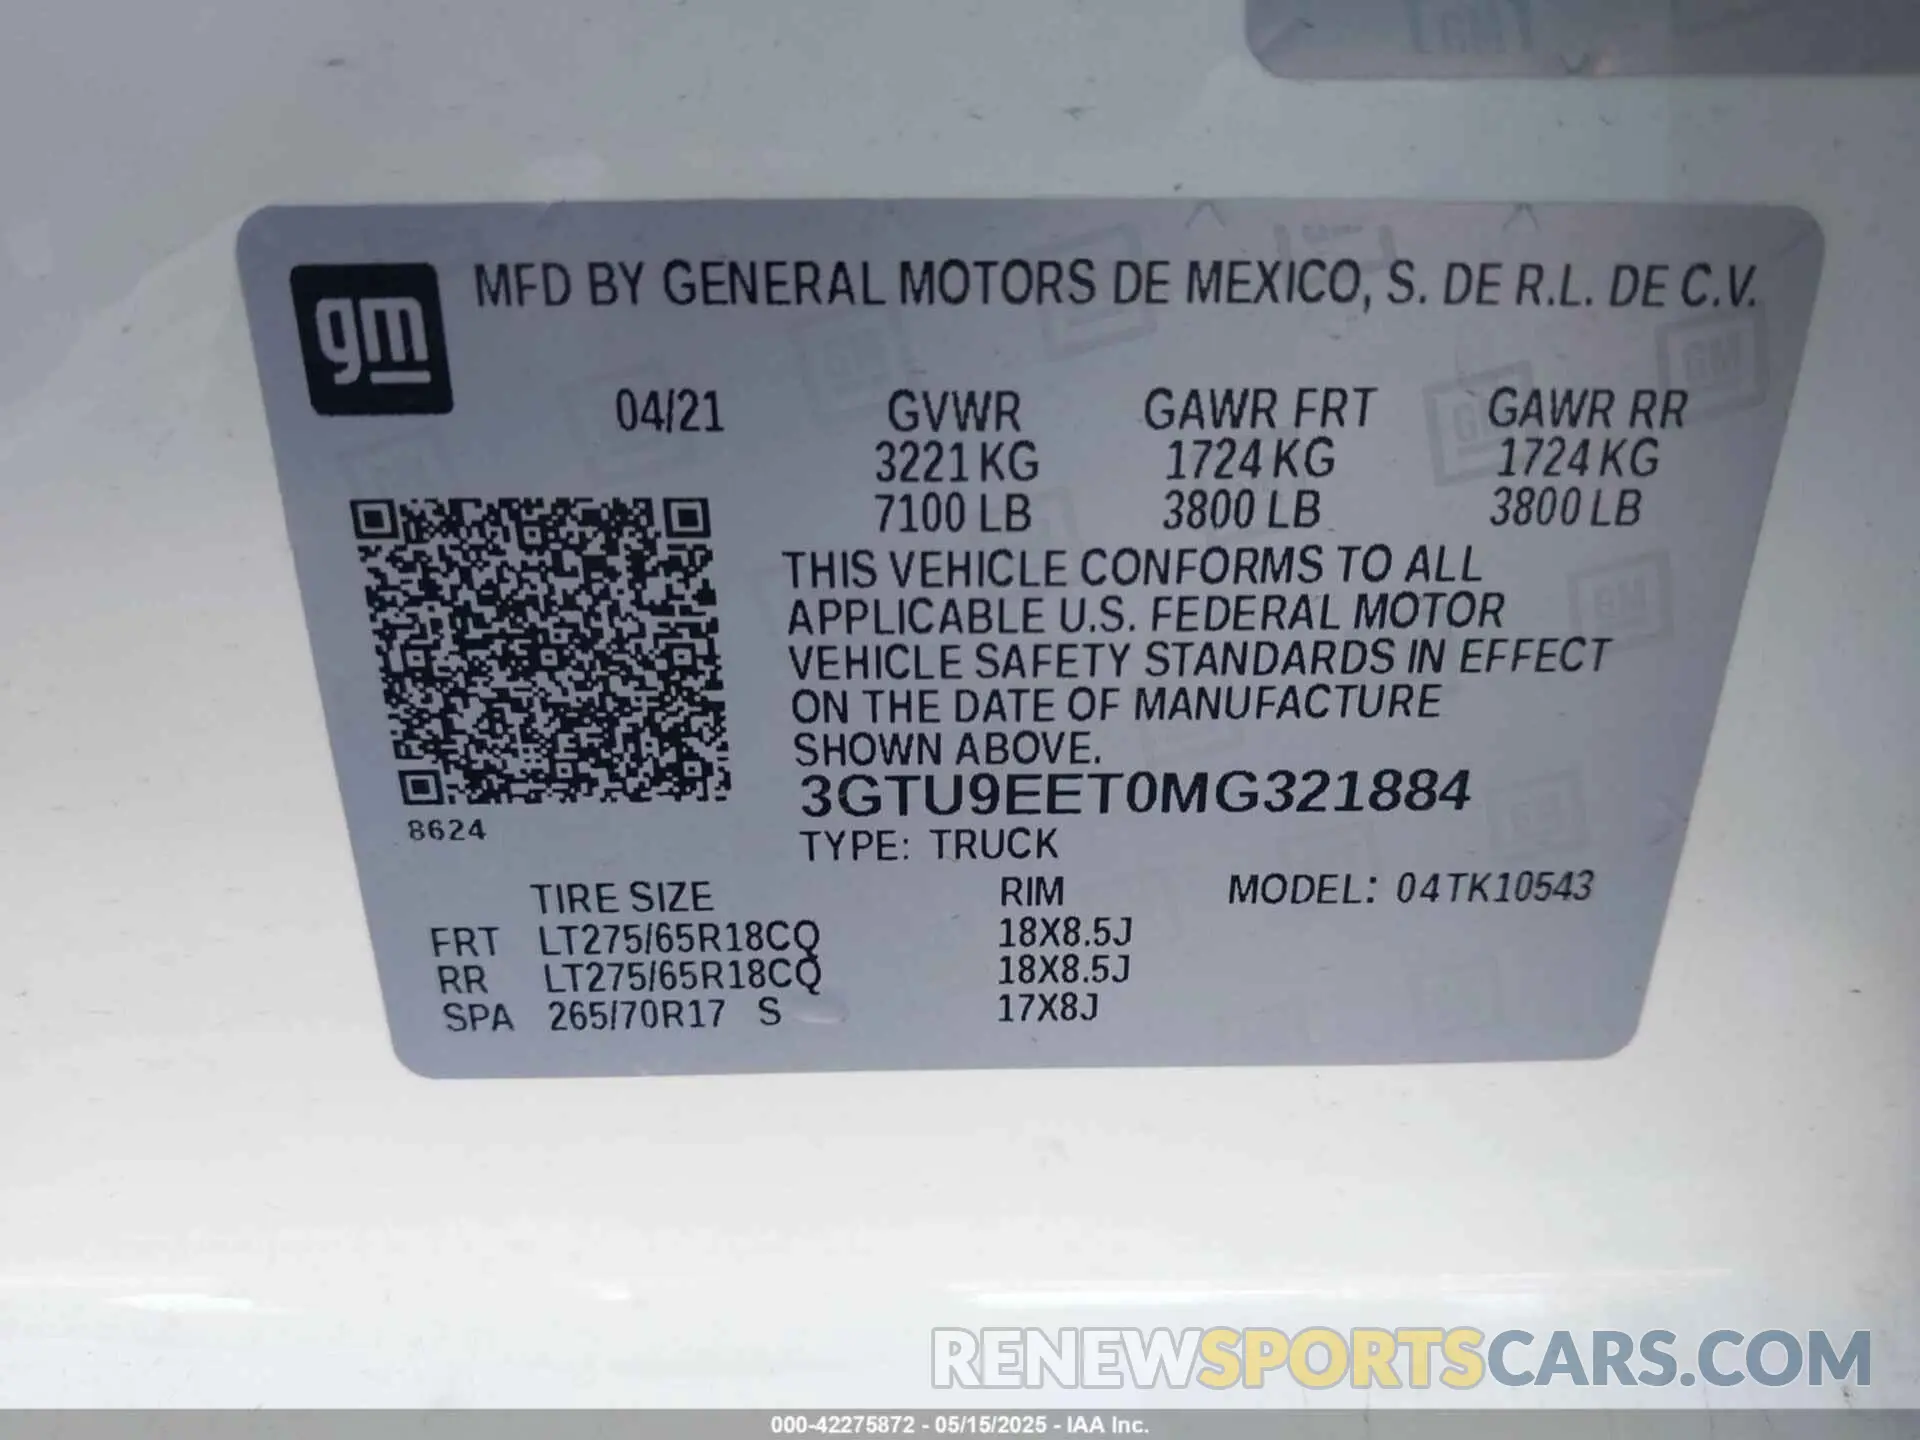 gm
MFD BY GENERAL MOTORS DE MEXICO, S. DE R.L. DE C.V.
04/21 GVWR GAWR FRT GAWR RR
3221 KG 1724 KG 1724 KG
7100 LB 3800 LB 3800 LB
THIS VEHICLE CONFORMS TO ALL
APPLICABLE U.S. FEDERAL MOTOR
VEHICLE SAFETY STANDARDS IN EFFECT
ON THE DATE OF MANUFACTURE
SHOWN ABOVE.
3GTU9EET0MG321884
8624
TYPE: TRUCK
TIRE SIZE RIM MODEL: 04TK10543
FRT LT275/65R18CQ 18X8.5J
RR LT275/65R18CQ 18X8.5J
SPA 265/70R17 S 17X8J
RENEWSPORTSCARS.COM
000-42275872 - 05/15/2025 - IAA Inc.